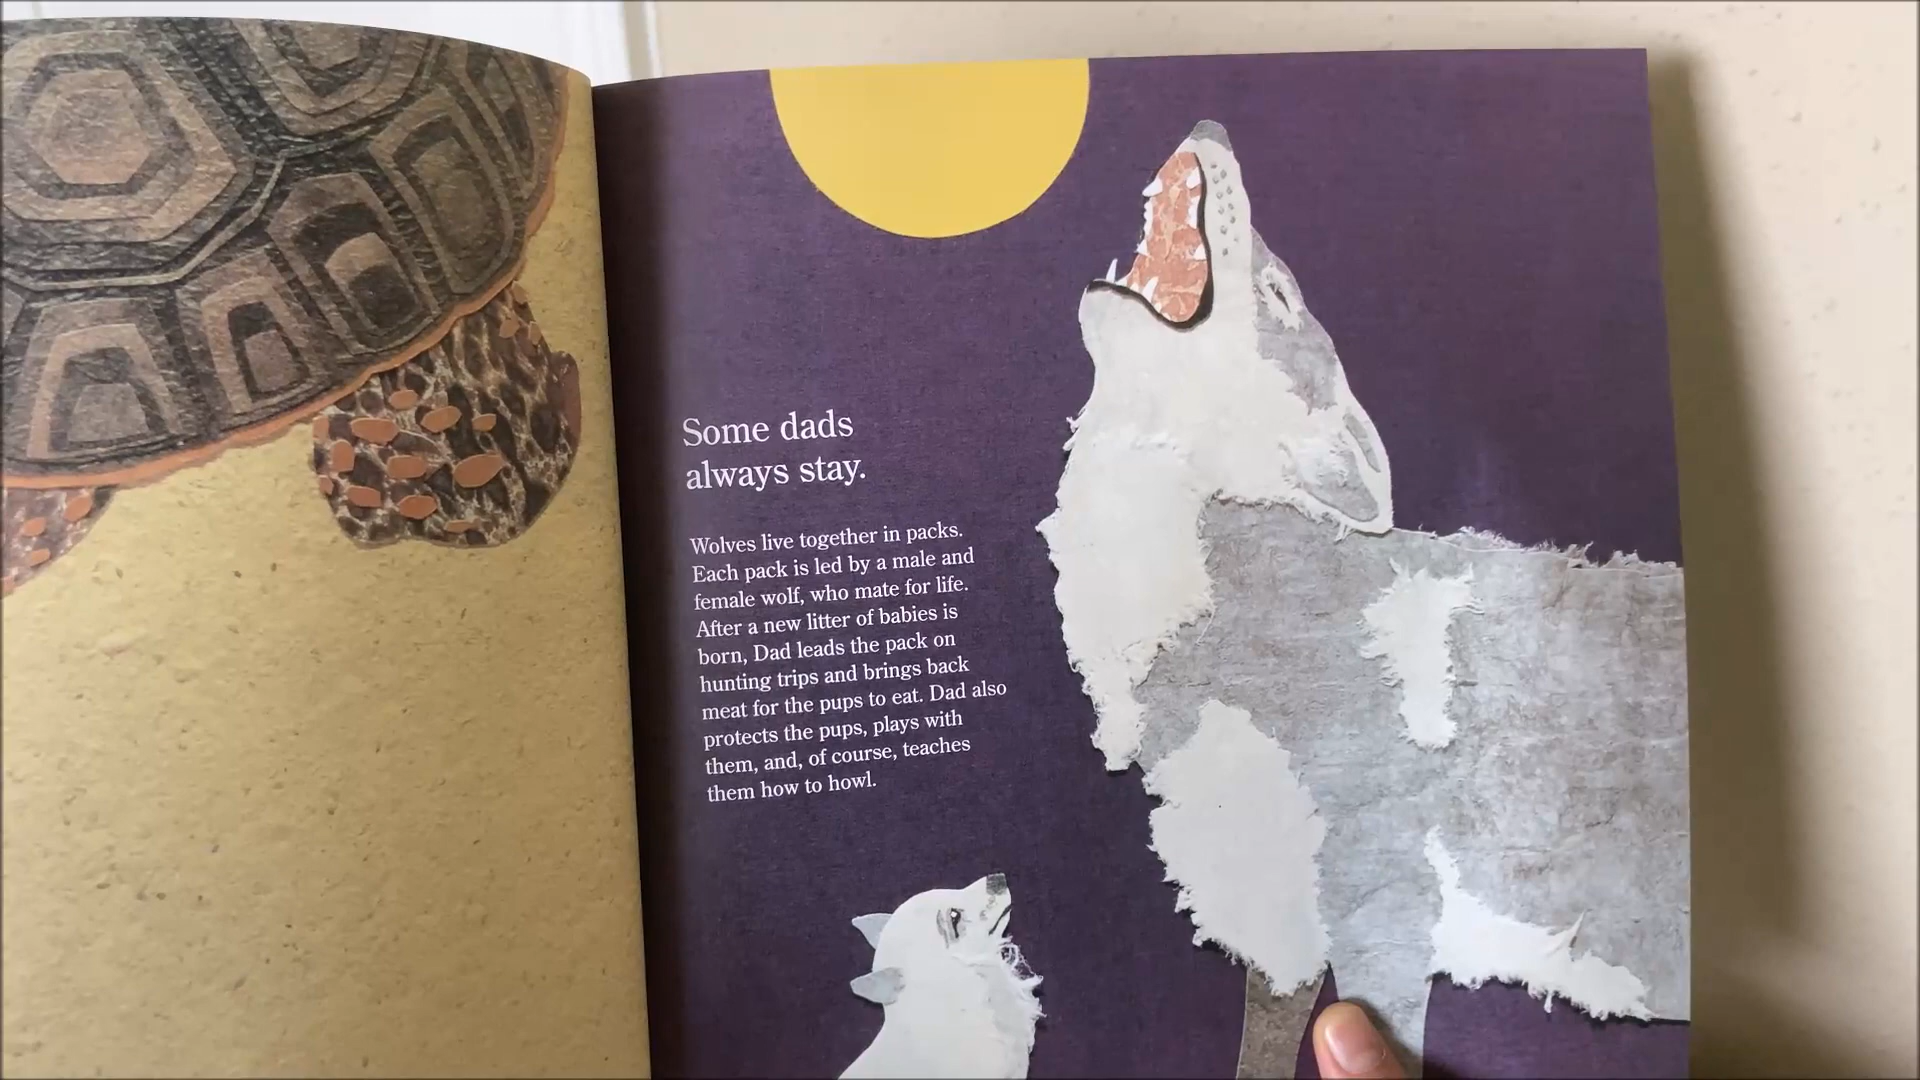 Some dads
always stay.
Wolves live together in packs.
Each pack is led by a male and
female wolf, who mate for life.
After a new litter of babies is
born, Dad leads the pack on
hunting trips and brings back
meat for the pups to eat. Dad also
protects the pups, plays with
them, and, of course, teaches
them how to howl.